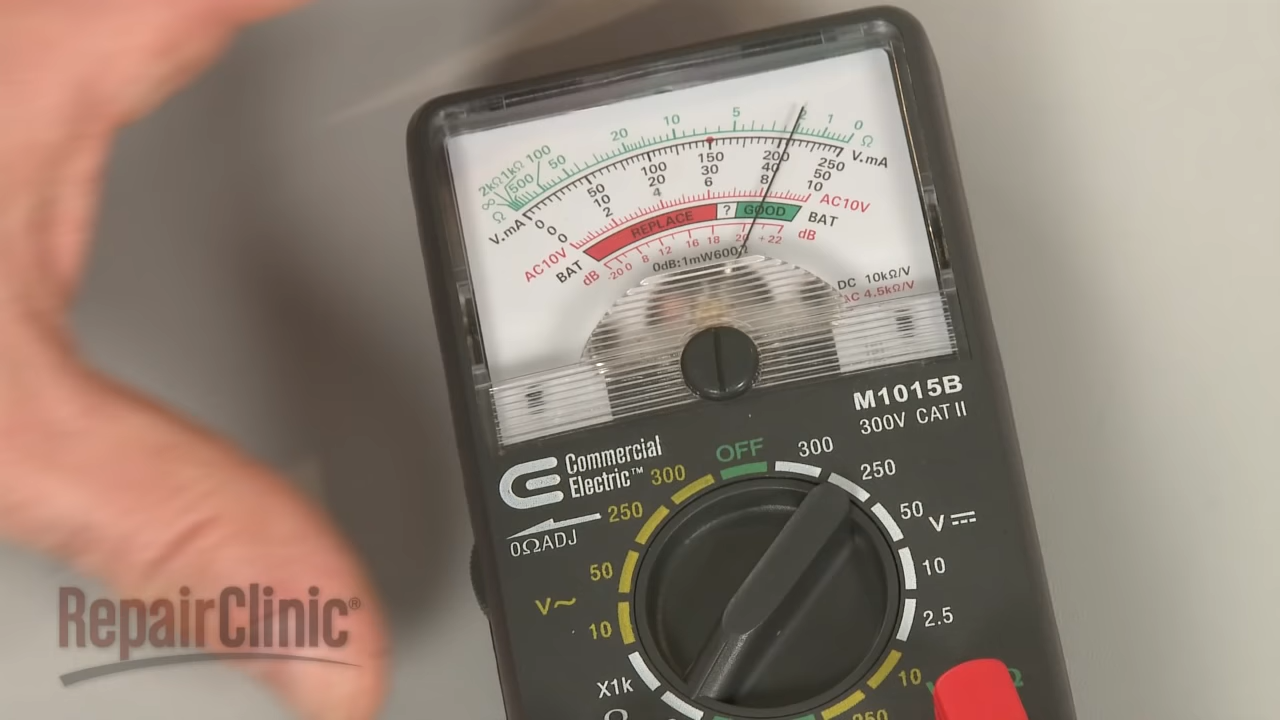 0 1 2 5 10 20 50 100 500 1kΩ 2kΩ ∞ Ω
Ω
V.mA 0 50 100 150 200 250 V.mA
0 10 20 30 40 50
0 2 4 6 8 10
AC10V AC10V
BAT REPLACE ? GOOD BAT
dB -20 0 8 12 16 18 20 +22 dB
0dB:1mW600Ω
DC 10kΩ/V
AC 4.5kΩ/V
M1015B
300V CAT II
Commercial
Electric™
0ΩADJ
OFF
300
250
50
V
10
2.5
10
250
300
250
50
V~
10
X1k
Ω
RepairClinic®